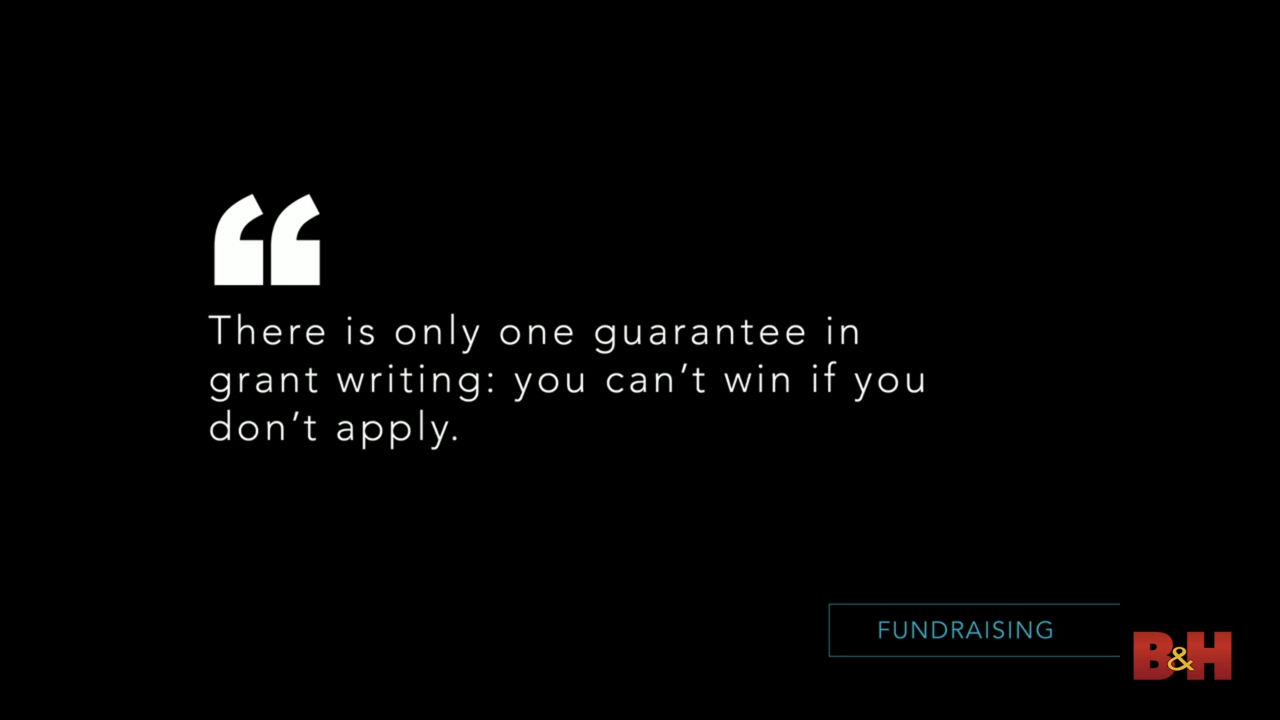 “
There is only one guarantee in
grant writing: you can’t win if you
don’t apply.
FUNDRAISING
B&H